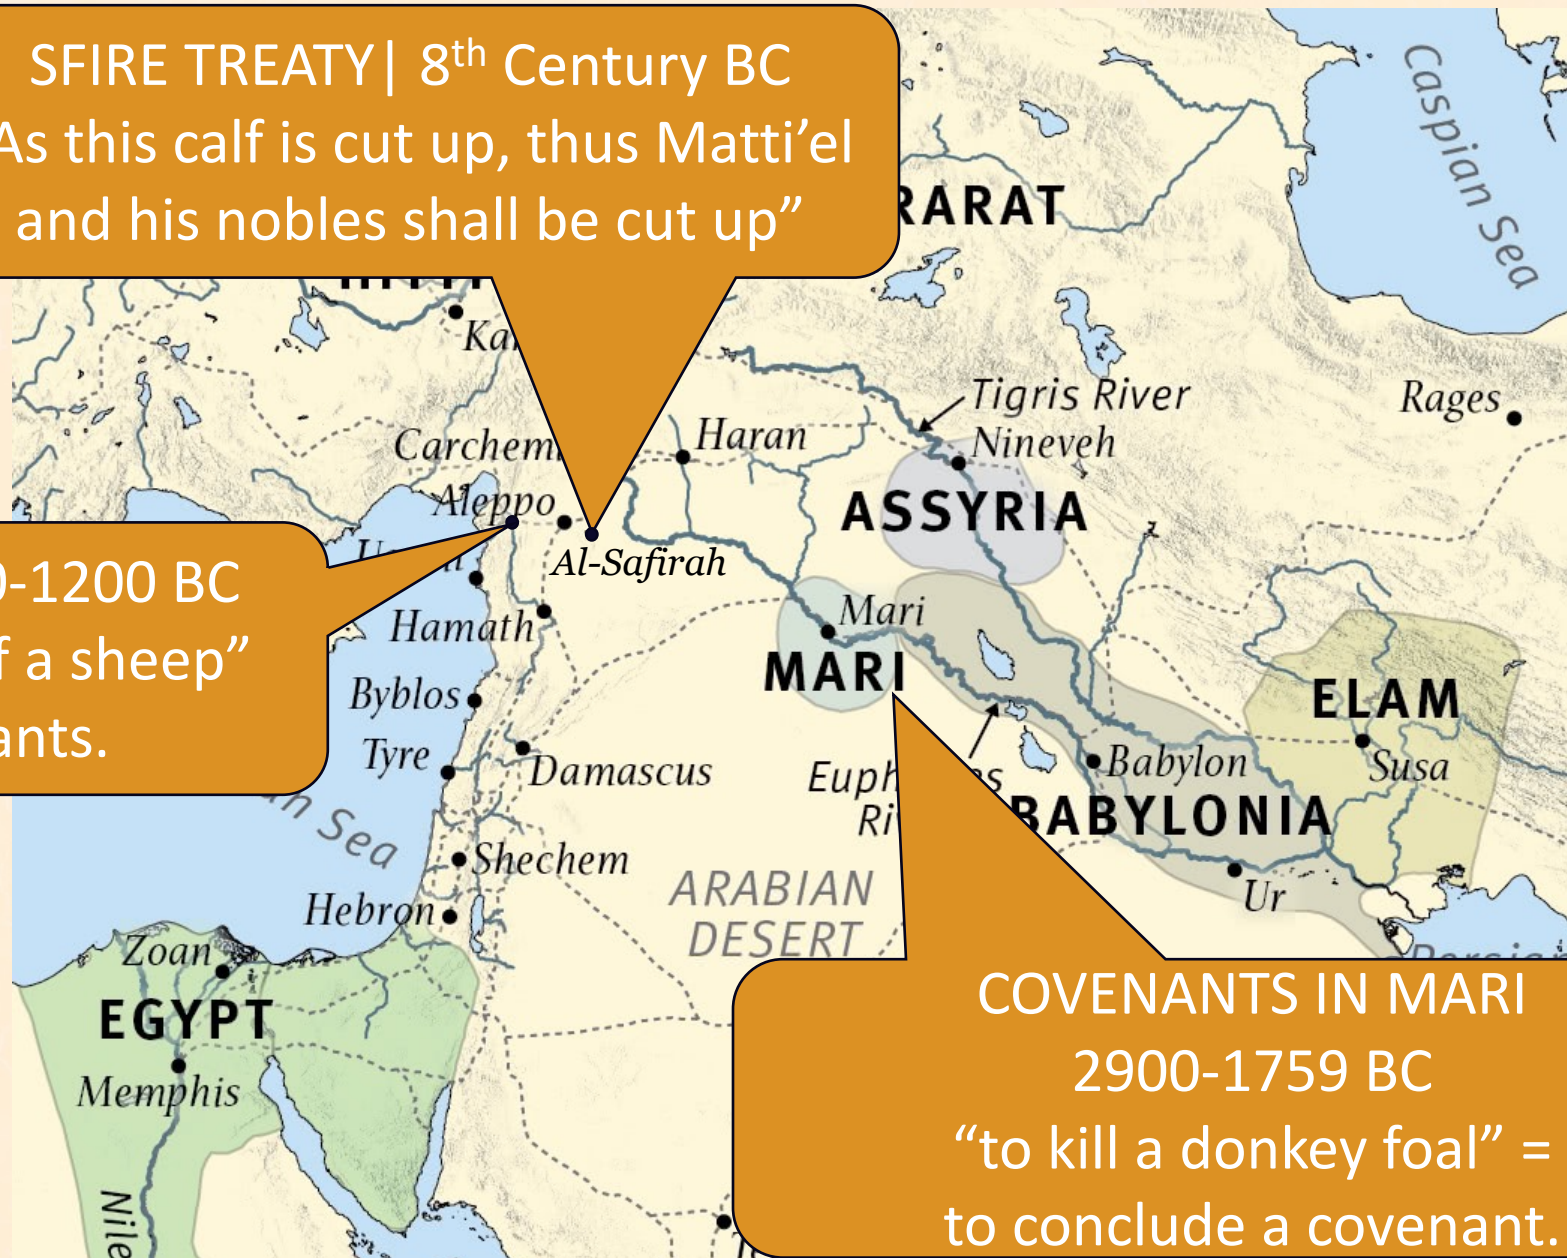 SFIRE TREATY| 8th Century BC
As this calf is cut up, thus Matti’el
and his nobles shall be cut up”
RARAT
Caspian Sea
Tigris River
Rages
Haran
Nineveh
Aleppo
ASSYRIA
Al-Safirah
0-1200 BC
Mari
Hamath
f a sheep”
MARI
ELAM
Byblos
ants.
Tyre
Damascus
Babylon
Susa
BABYLONIA
Sea
Shechem
ARABIAN
DESERT
Ur
Hebron
Zoan
EGYPT
COVENANTS IN MARI
2900-1759 BC
Memphis
“to kill a donkey foal” =
Nile
to conclude a covenant.